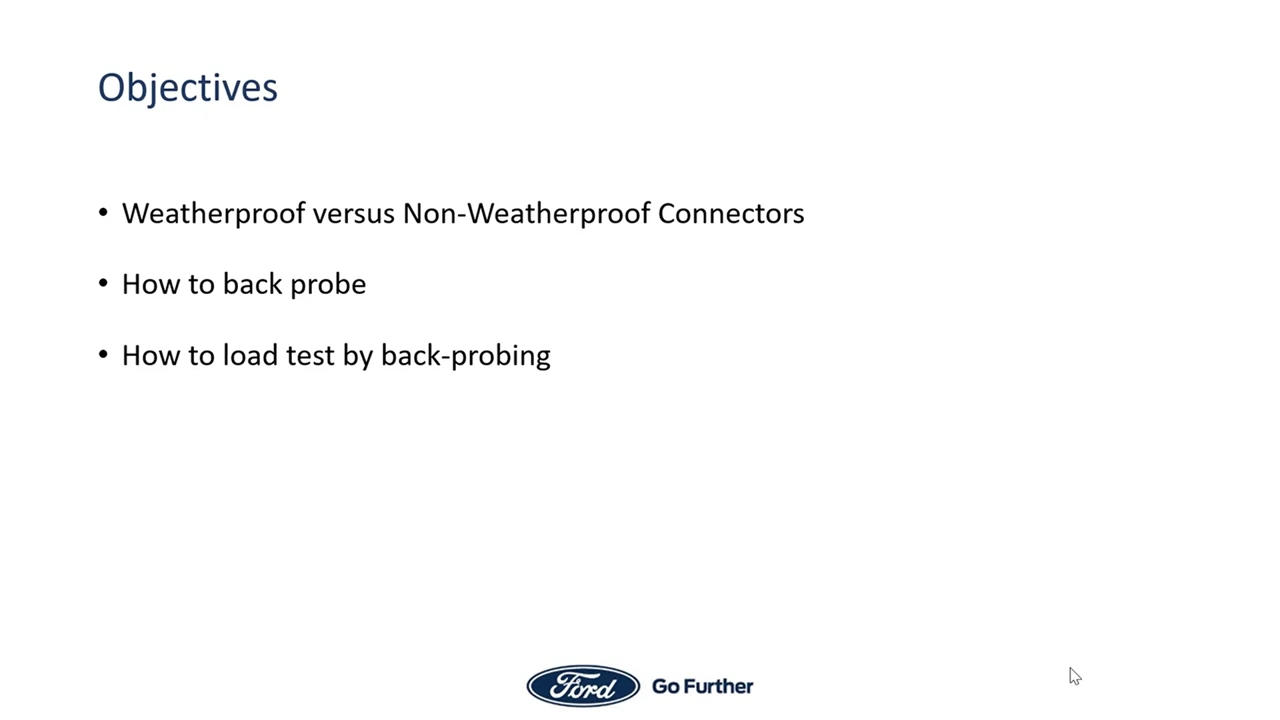 Objectives
• Weatherproof versus Non-Weatherproof Connectors
• How to back probe
• How to load test by back-probing
Ford Go Further